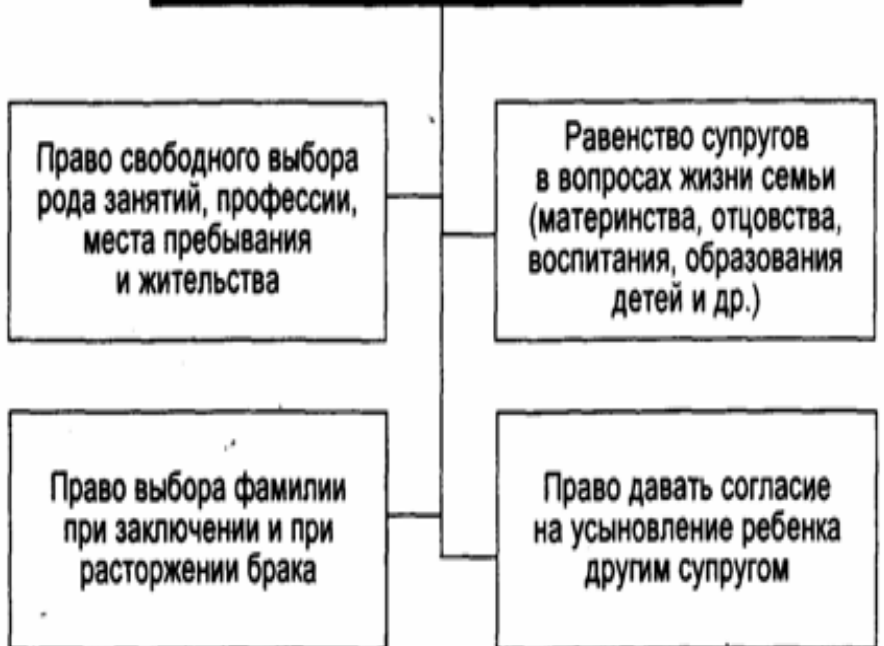 Право свободного выбора
рода занятий, профессии,
места пребывания
и жительства
Равенство супругов
в вопросах жизни семьи
(материнства, отцовства,
воспитания, образования
детей и др.)
Право выбора фамилии
при заключении и при
расторжении брака
Право давать согласие
на усыновление ребенка
другим супругом